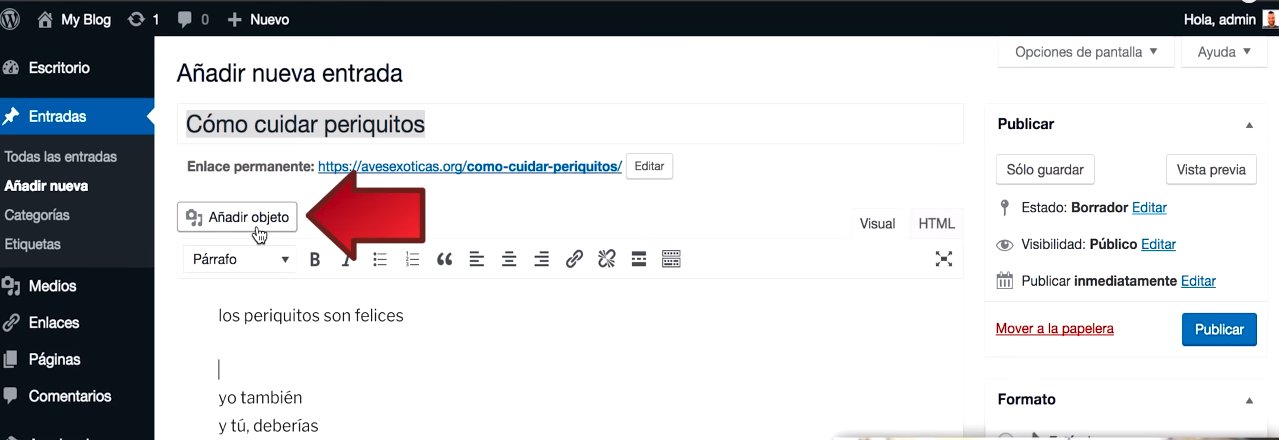 My Blog 1 0 Nuevo Hola, admin
Opciones de pantalla Ayuda
Escritorio
Entradas
Todas las entradas
Añadir nueva
Categorías
Etiquetas
Medios
Enlaces
Páginas
Comentarios
Añadir nueva entrada
Cómo cuidar periquitos
Enlace permanente: https://avesexoticas.org/como-cuidar-periquitos/ Editar
Añadir objeto
Visual HTML
Párrafo B I
los periquitos son felices
yo también
y tú, deberías
Publicar
Sólo guardar Vista previa
Estado: Borrador Editar
Visibilidad: Público Editar
Publicar inmediatamente Editar
Mover a la papelera Publicar
Formato